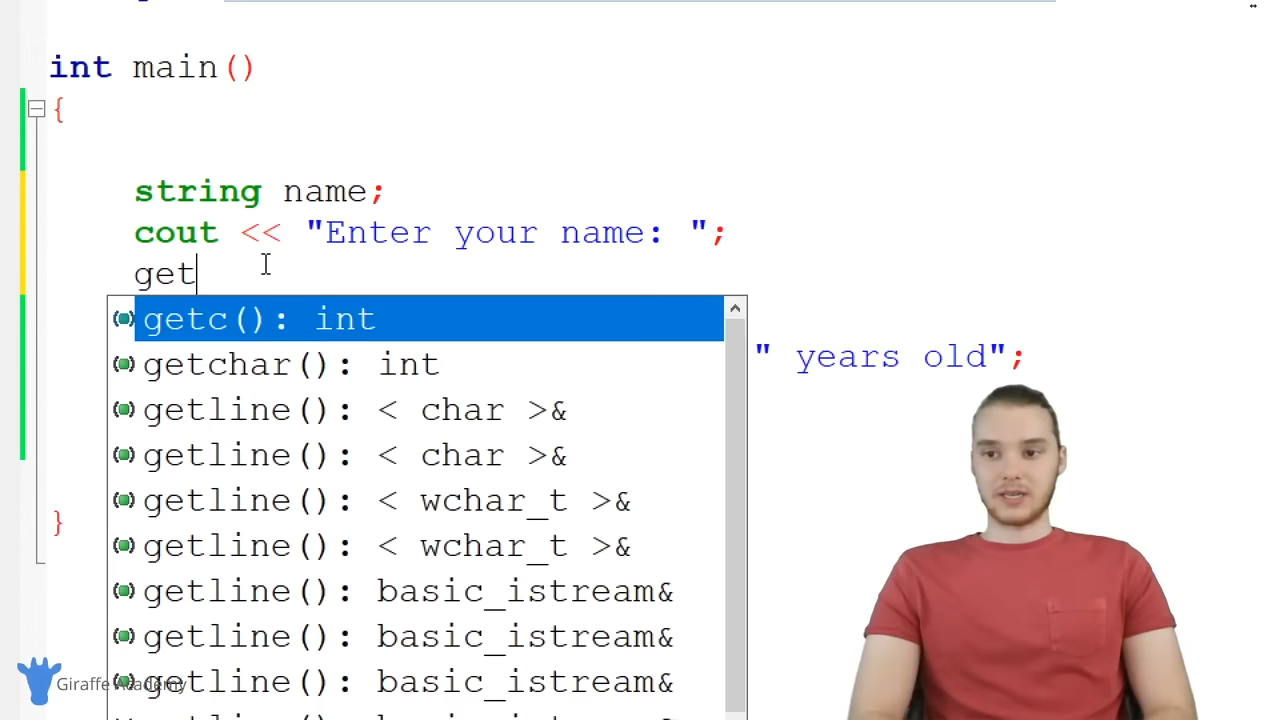 int main()
{
string name;
cout << "Enter your name: ";
get
getc(): int
getchar(): int
" years old";
getline(): < char >&
getline(): < char >&
getline(): < wchar_t >&
}
getline(): < wchar_t >&
getline(): basic_istream&
getline(): basic_istream&
getline(): basic_istream&
Giraffe Academy